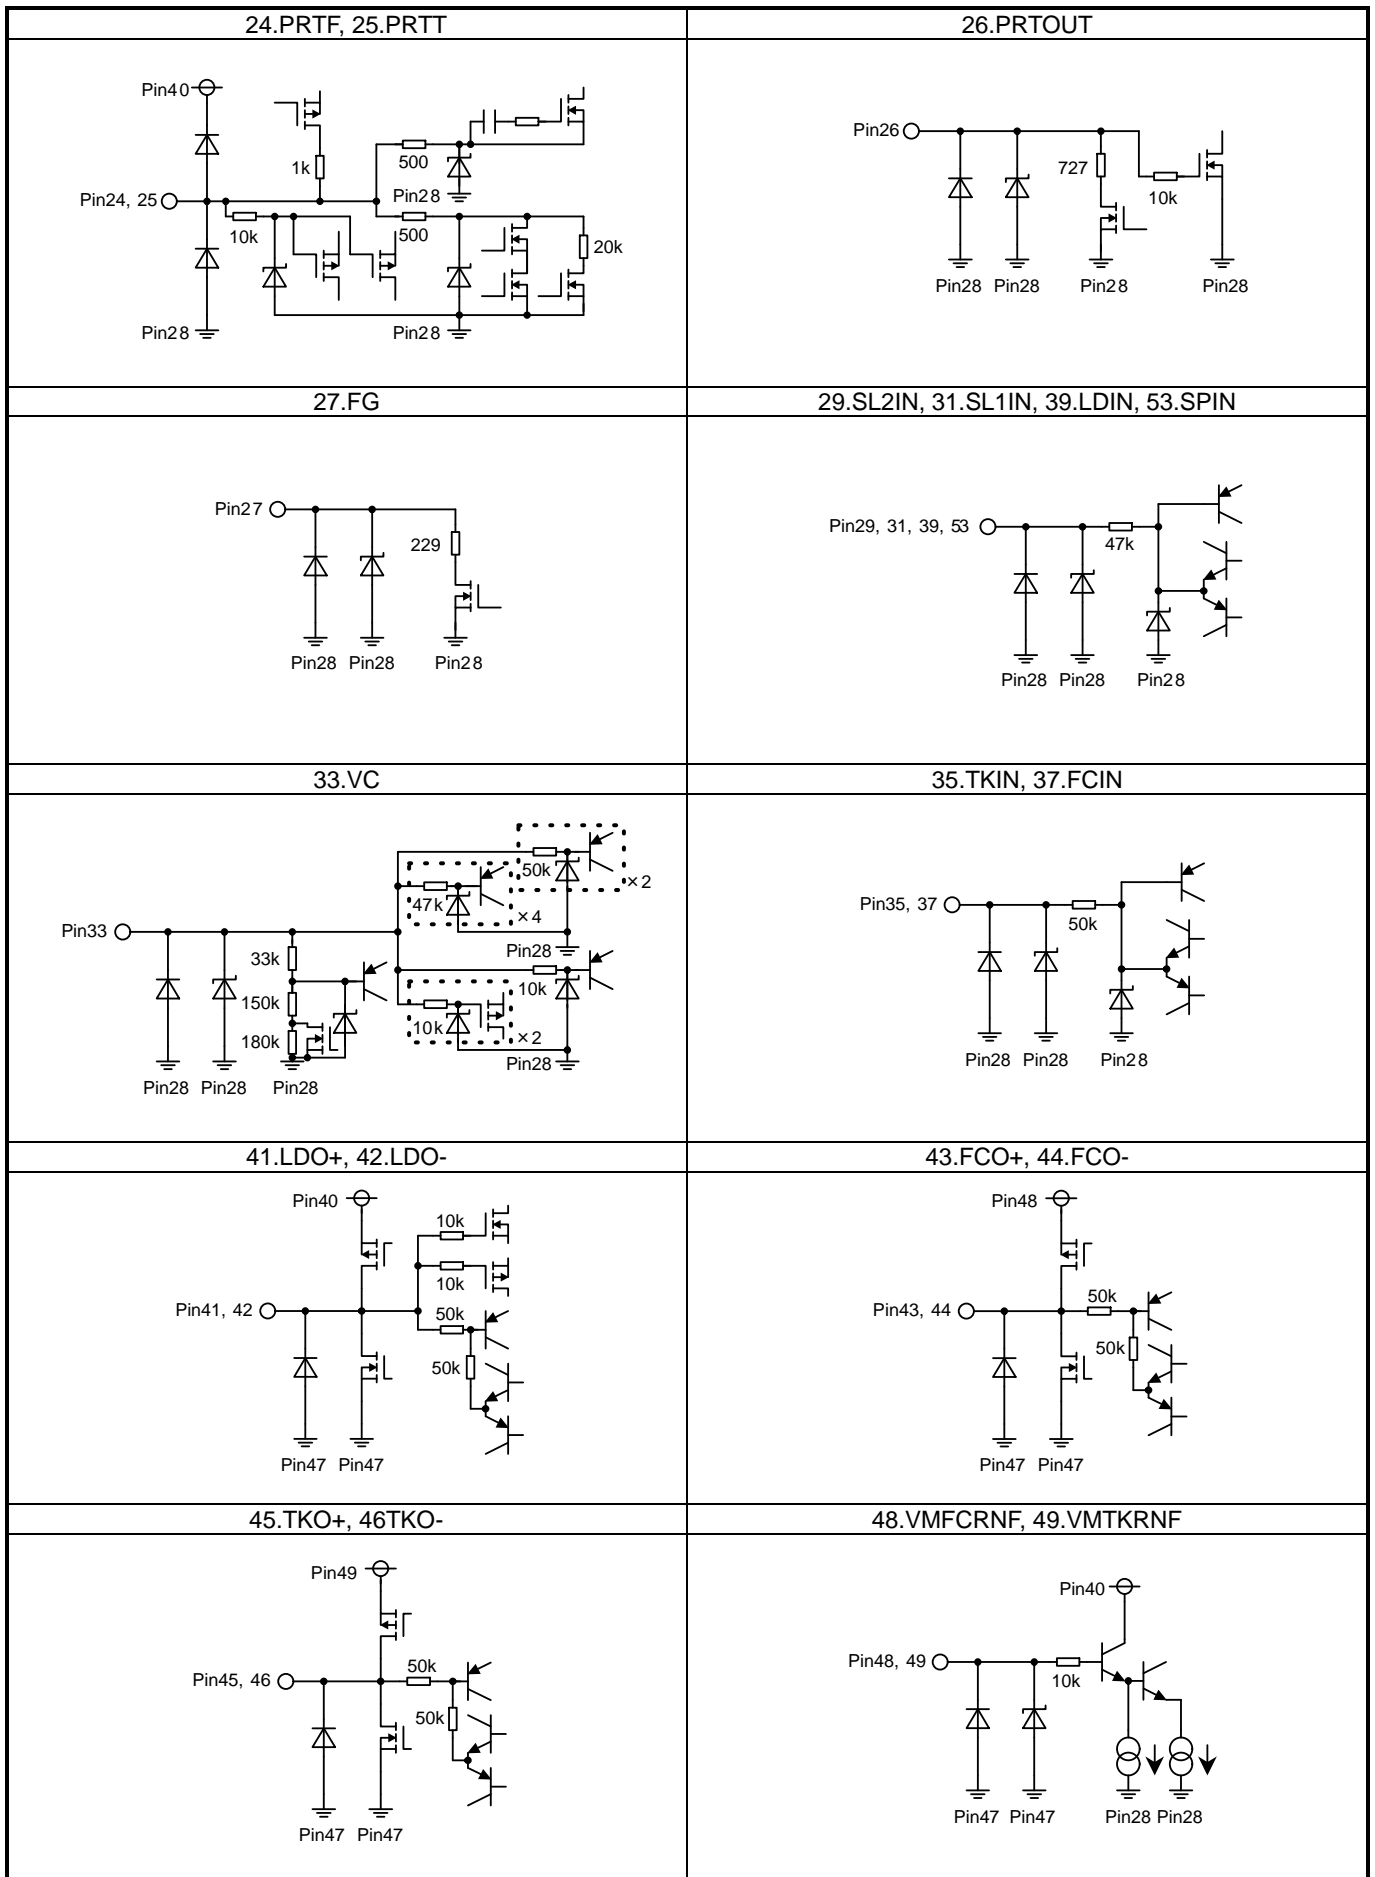 24.PRTF, 25.PRTT
26.PRTOUT
Pin40
1k
500
Pin28
Pin24, 25
10k
500
20k
Pin28
Pin28
Pin26
727
10k
Pin28 Pin28 Pin28 Pin28
27.FG
29.SL2IN, 31.SL1IN, 39.LDIN, 53.SPIN
Pin27
229
Pin28 Pin28 Pin28
Pin29, 31, 39, 53
47k
Pin28 Pin28 Pin28
33.VC
35.TKIN, 37.FCIN
50k
×2
47k
×4
Pin33
Pin28
33k
10k
150k
10k
180k
×2
Pin28
Pin28 Pin28 Pin28
Pin35, 37
50k
Pin28 Pin28 Pin28
41.LDO+, 42.LDO-
43.FCO+, 44.FCO-
Pin40
10k
10k
Pin41, 42
50k
50k
Pin47 Pin47
Pin48
Pin43, 44
50k
50k
Pin47 Pin47
45.TKO+, 46TKO-
48.VMFCRNF, 49.VMTKRNF
Pin49
Pin45, 46
50k
50k
Pin47 Pin47
Pin40
Pin48, 49
10k
Pin47 Pin47 Pin28 Pin28